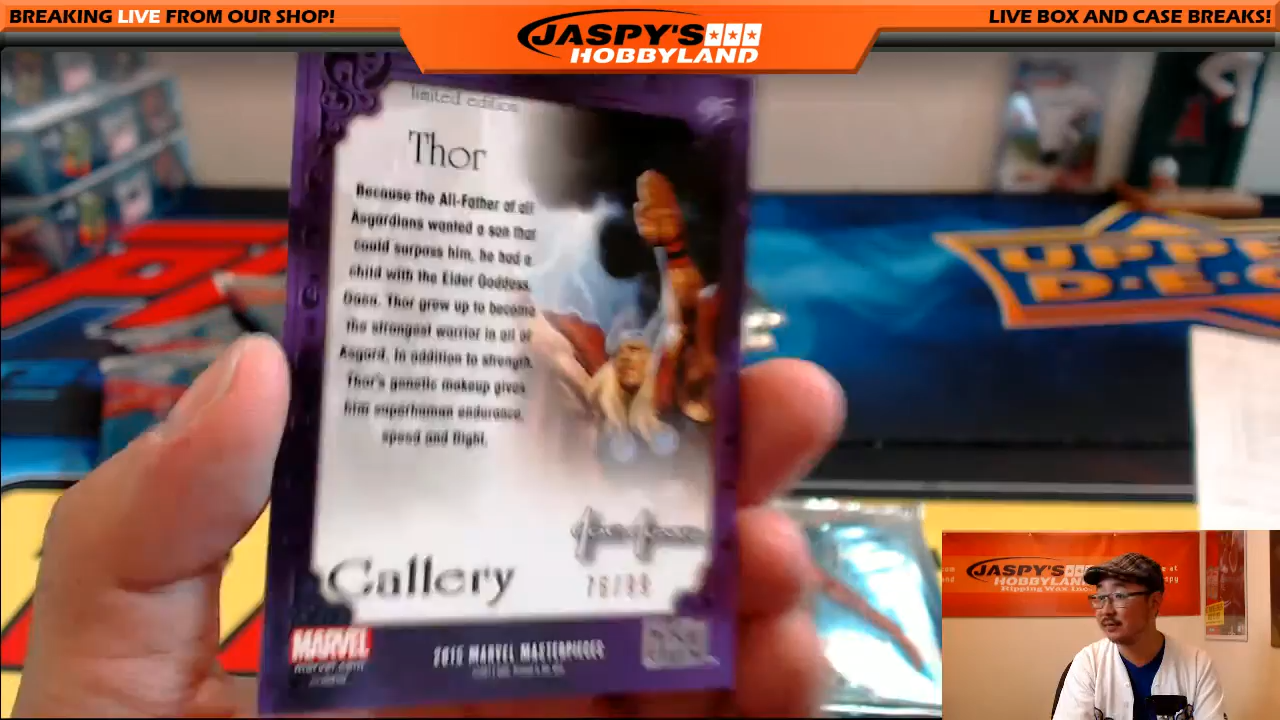 BREAKING LIVE FROM OUR SHOP!
JASPY'S
HOBBYLAND
LIVE BOX AND CASE BREAKS!
limited edition
95
Thor
Because the All-Father of all
Asgardians wanted a son that
could surpass him, he had a
child with the Elder Goddess,
Gaea. Thor grew up to become
the strongest warrior in all of
Asgard. In addition to strength,
Thor's genetic makeup gives
him superhuman endurance,
speed and flight.
Gallery
MARVEL
MARVEL MASTERPIECES
UPPE
D·E·C
JASPY'S
HOBBYLAND
Ripping Wax Inc.